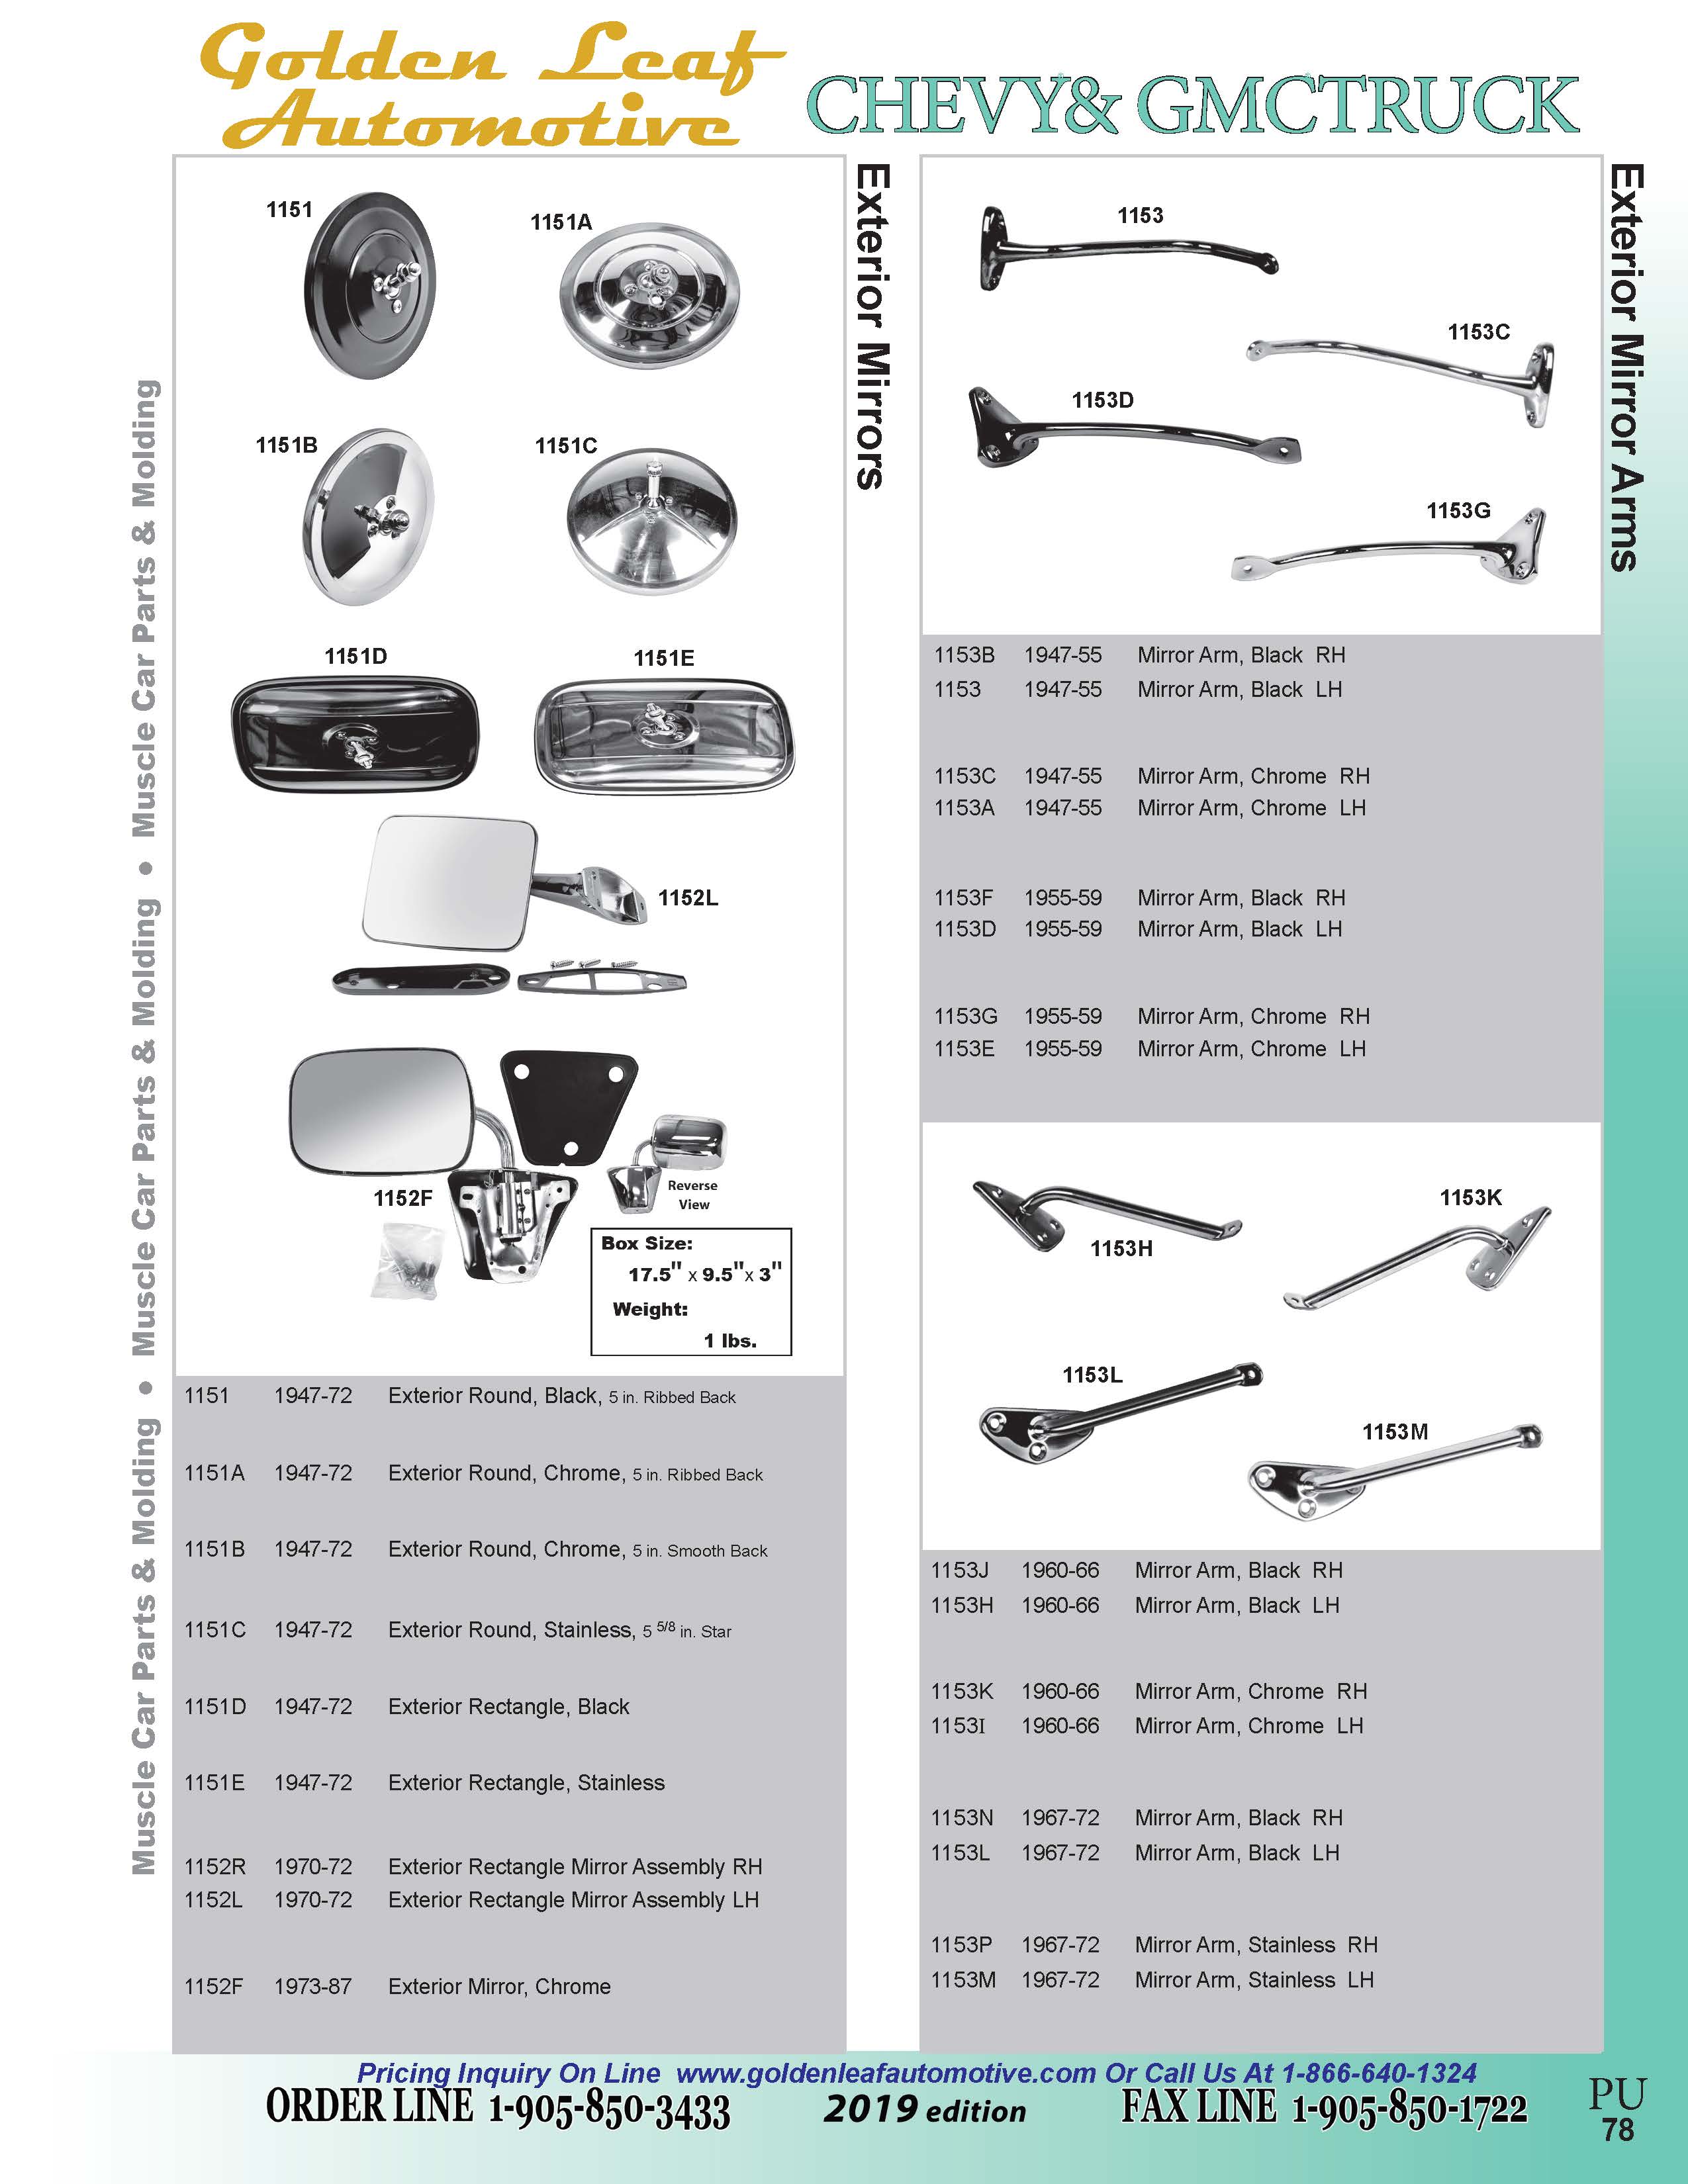 Golden Leaf
Automotive
CHEVY& GMCTRUCK
Muscle Car Parts & Molding • Muscle Car Parts & Molding • Muscle Car Parts & Molding
Exterior Mirrors
1151
1151A
1151B
1151C
1151D
1151E
1152L
1152F
Reverse
View
Box Size:
17.5" x 9.5"x 3"
Weight:
1 lbs.
1151 1947-72 Exterior Round, Black, 5 in. Ribbed Back
1151A 1947-72 Exterior Round, Chrome, 5 in. Ribbed Back
1151B 1947-72 Exterior Round, Chrome, 5 in. Smooth Back
1151C 1947-72 Exterior Round, Stainless, 5 5/8 in. Star
1151D 1947-72 Exterior Rectangle, Black
1151E 1947-72 Exterior Rectangle, Stainless
1152R 1970-72 Exterior Rectangle Mirror Assembly RH
1152L 1970-72 Exterior Rectangle Mirror Assembly LH
1152F 1973-87 Exterior Mirror, Chrome
Exterior Mirror Arms
1153
1153C
1153D
1153G
1153B 1947-55 Mirror Arm, Black RH
1153 1947-55 Mirror Arm, Black LH
1153C 1947-55 Mirror Arm, Chrome RH
1153A 1947-55 Mirror Arm, Chrome LH
1153F 1955-59 Mirror Arm, Black RH
1153D 1955-59 Mirror Arm, Black LH
1153G 1955-59 Mirror Arm, Chrome RH
1153E 1955-59 Mirror Arm, Chrome LH
1153K
1153H
1153L
1153M
1153J 1960-66 Mirror Arm, Black RH
1153H 1960-66 Mirror Arm, Black LH
1153K 1960-66 Mirror Arm, Chrome RH
1153I 1960-66 Mirror Arm, Chrome LH
1153N 1967-72 Mirror Arm, Black RH
1153L 1967-72 Mirror Arm, Black LH
1153P 1967-72 Mirror Arm, Stainless RH
1153M 1967-72 Mirror Arm, Stainless LH
Pricing Inquiry On Line www.goldenleafautomotive.com Or Call Us At 1-866-640-1324
ORDER LINE 1-905-850-3433 2019 edition FAX LINE 1-905-850-1722
PU
78